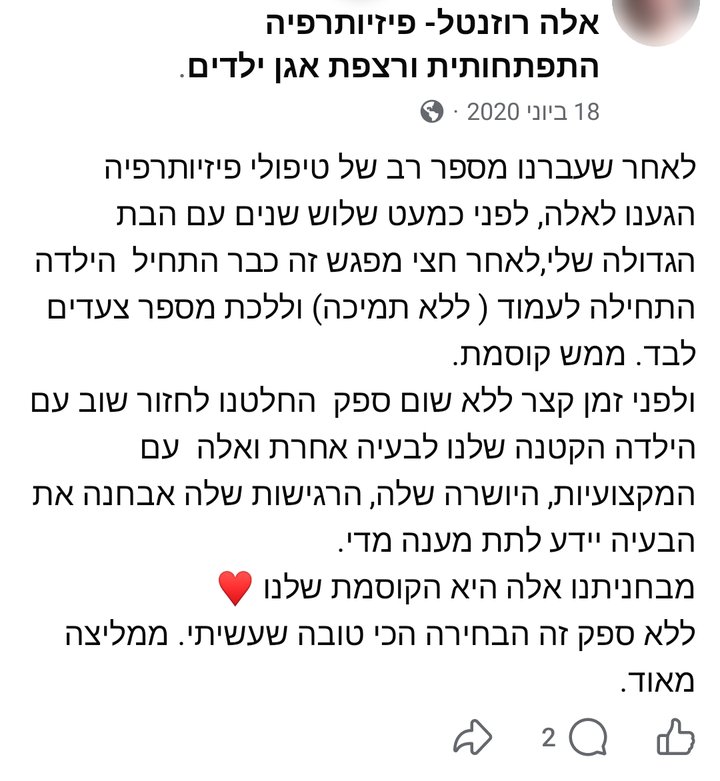 אלה רוזנטל- פיזיותרפיה
התפתחותית ורצפת אגן ילדים.
18 ביוני 2020 ·
לאחר שעברנו מספר רב של טיפולי פיזיותרפיה
הגענו לאלה, לפני כמעט שלוש שנים עם הבת
הגדולה שלי,לאחר חצי מפגש זה כבר התחיל  הילדה
התחילה לעמוד ( ללא תמיכה) וללכת מספר צעדים
לבד. ממש קוסמת.
ולפני זמן קצר ללא שום ספק  החלטנו לחזור שוב עם
הילדה הקטנה שלנו לבעיה אחרת ואלה  עם
המקצועיות, היושרה שלה, הרגישות שלה אבחנה את
הבעיה יידע לתת מענה מדי.
מבחניתנו אלה היא הקוסמת שלנו ♥️
ללא ספק זה הבחירה הכי טובה שעשיתי. ממליצה
מאוד.
2